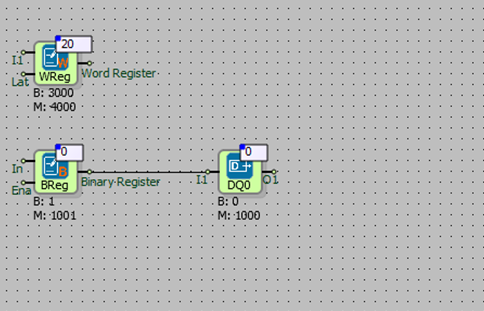 20
I1
W
WReg
Word Register
Lat
B: 3000
M: 4000
0
In
B
BReg
Binary Register
Ena
B: 1
M: 1001
0
I1
D
DQ0
O1
B: 0
M: 1000